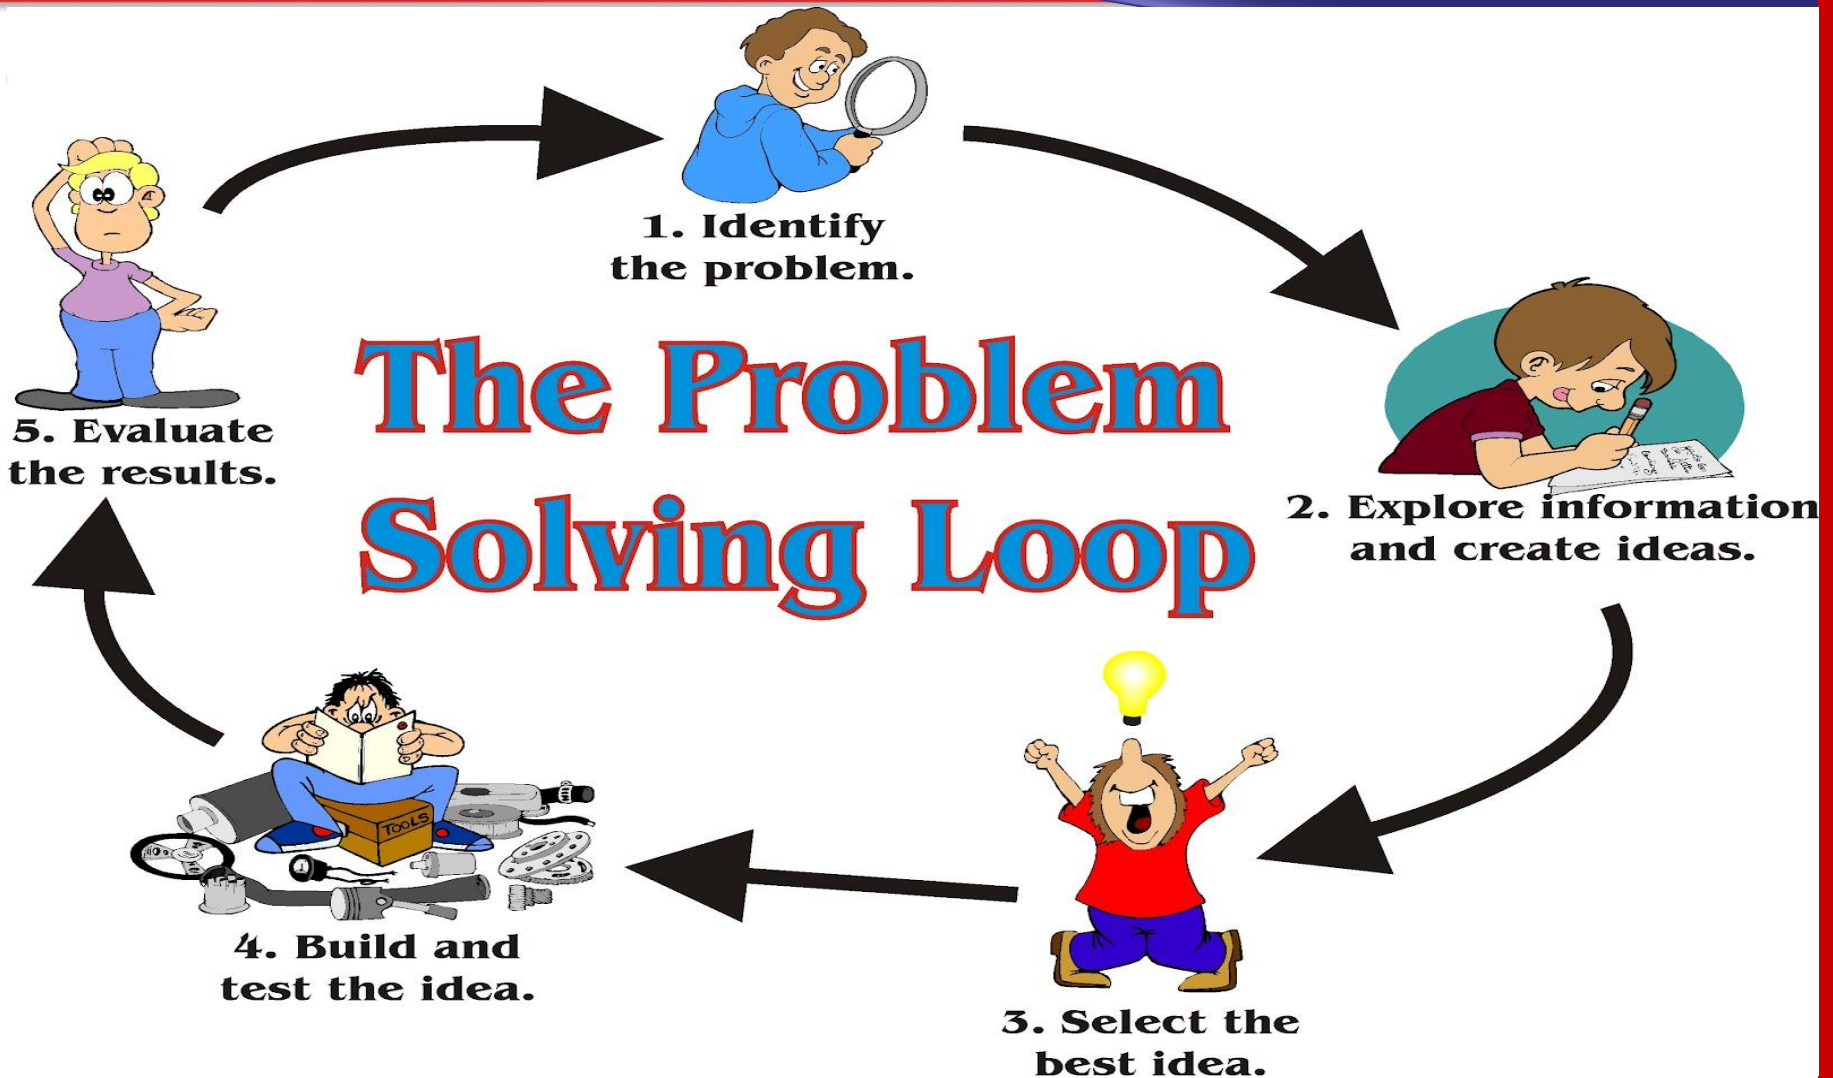 1. Identify
the problem.
The Problem
Solving Loop
2. Explore information
and create ideas.
3. Select the
best idea.
TOOLS
4. Build and
test the idea.
5. Evaluate
the results.